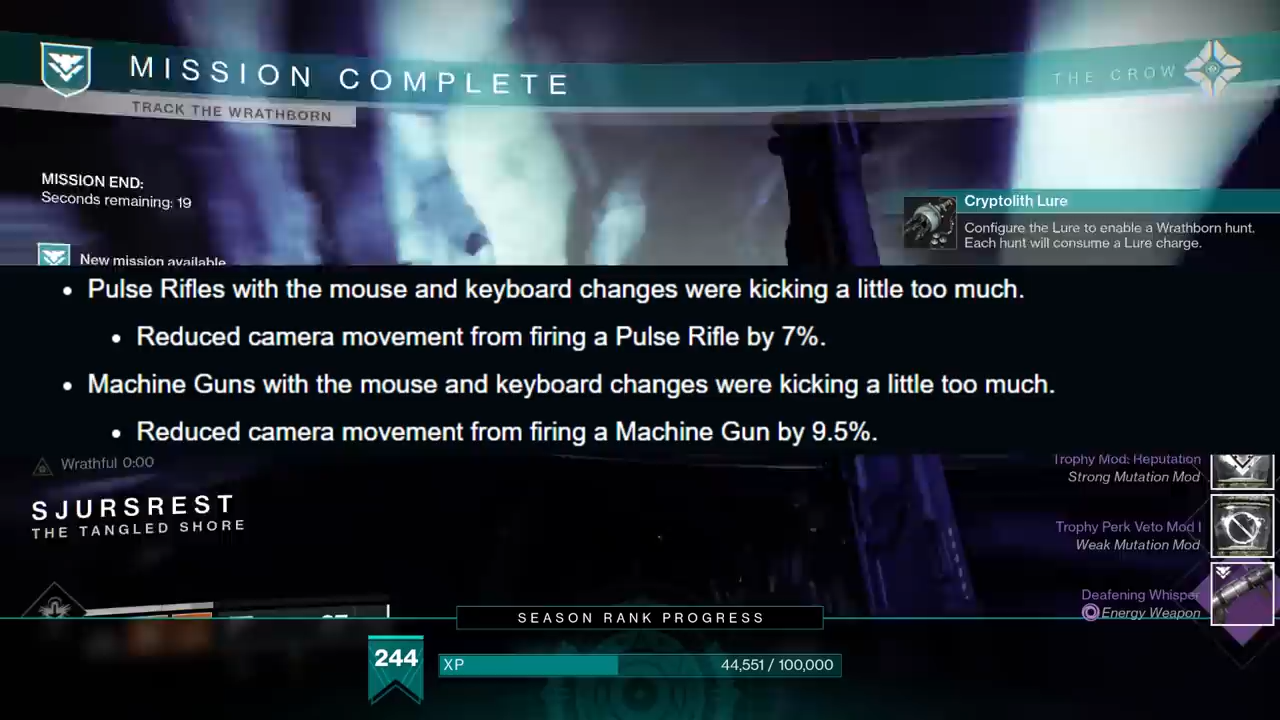 MISSION COMPLETE
THE CROW
TRACK THE WRATHBORN
MISSION END:
Seconds remaining: 19
Cryptolith Lure
Configure the Lure to enable a Wrathborn hunt.
Each hunt will consume a Lure charge.
New mission available
• Pulse Rifles with the mouse and keyboard changes were kicking a little too much.
• Reduced camera movement from firing a Pulse Rifle by 7%.
• Machine Guns with the mouse and keyboard changes were kicking a little too much.
• Reduced camera movement from firing a Machine Gun by 9.5%.
Wrathful 0:00
Trophy Mod: Reputation
Strong Mutation Mod
SJURSREST
THE TANGLED SHORE
Trophy Perk Veto Mod I
Weak Mutation Mod
Deafening Whisper
Energy Weapon
SEASON RANK PROGRESS
244
XP
44,551 / 100,000